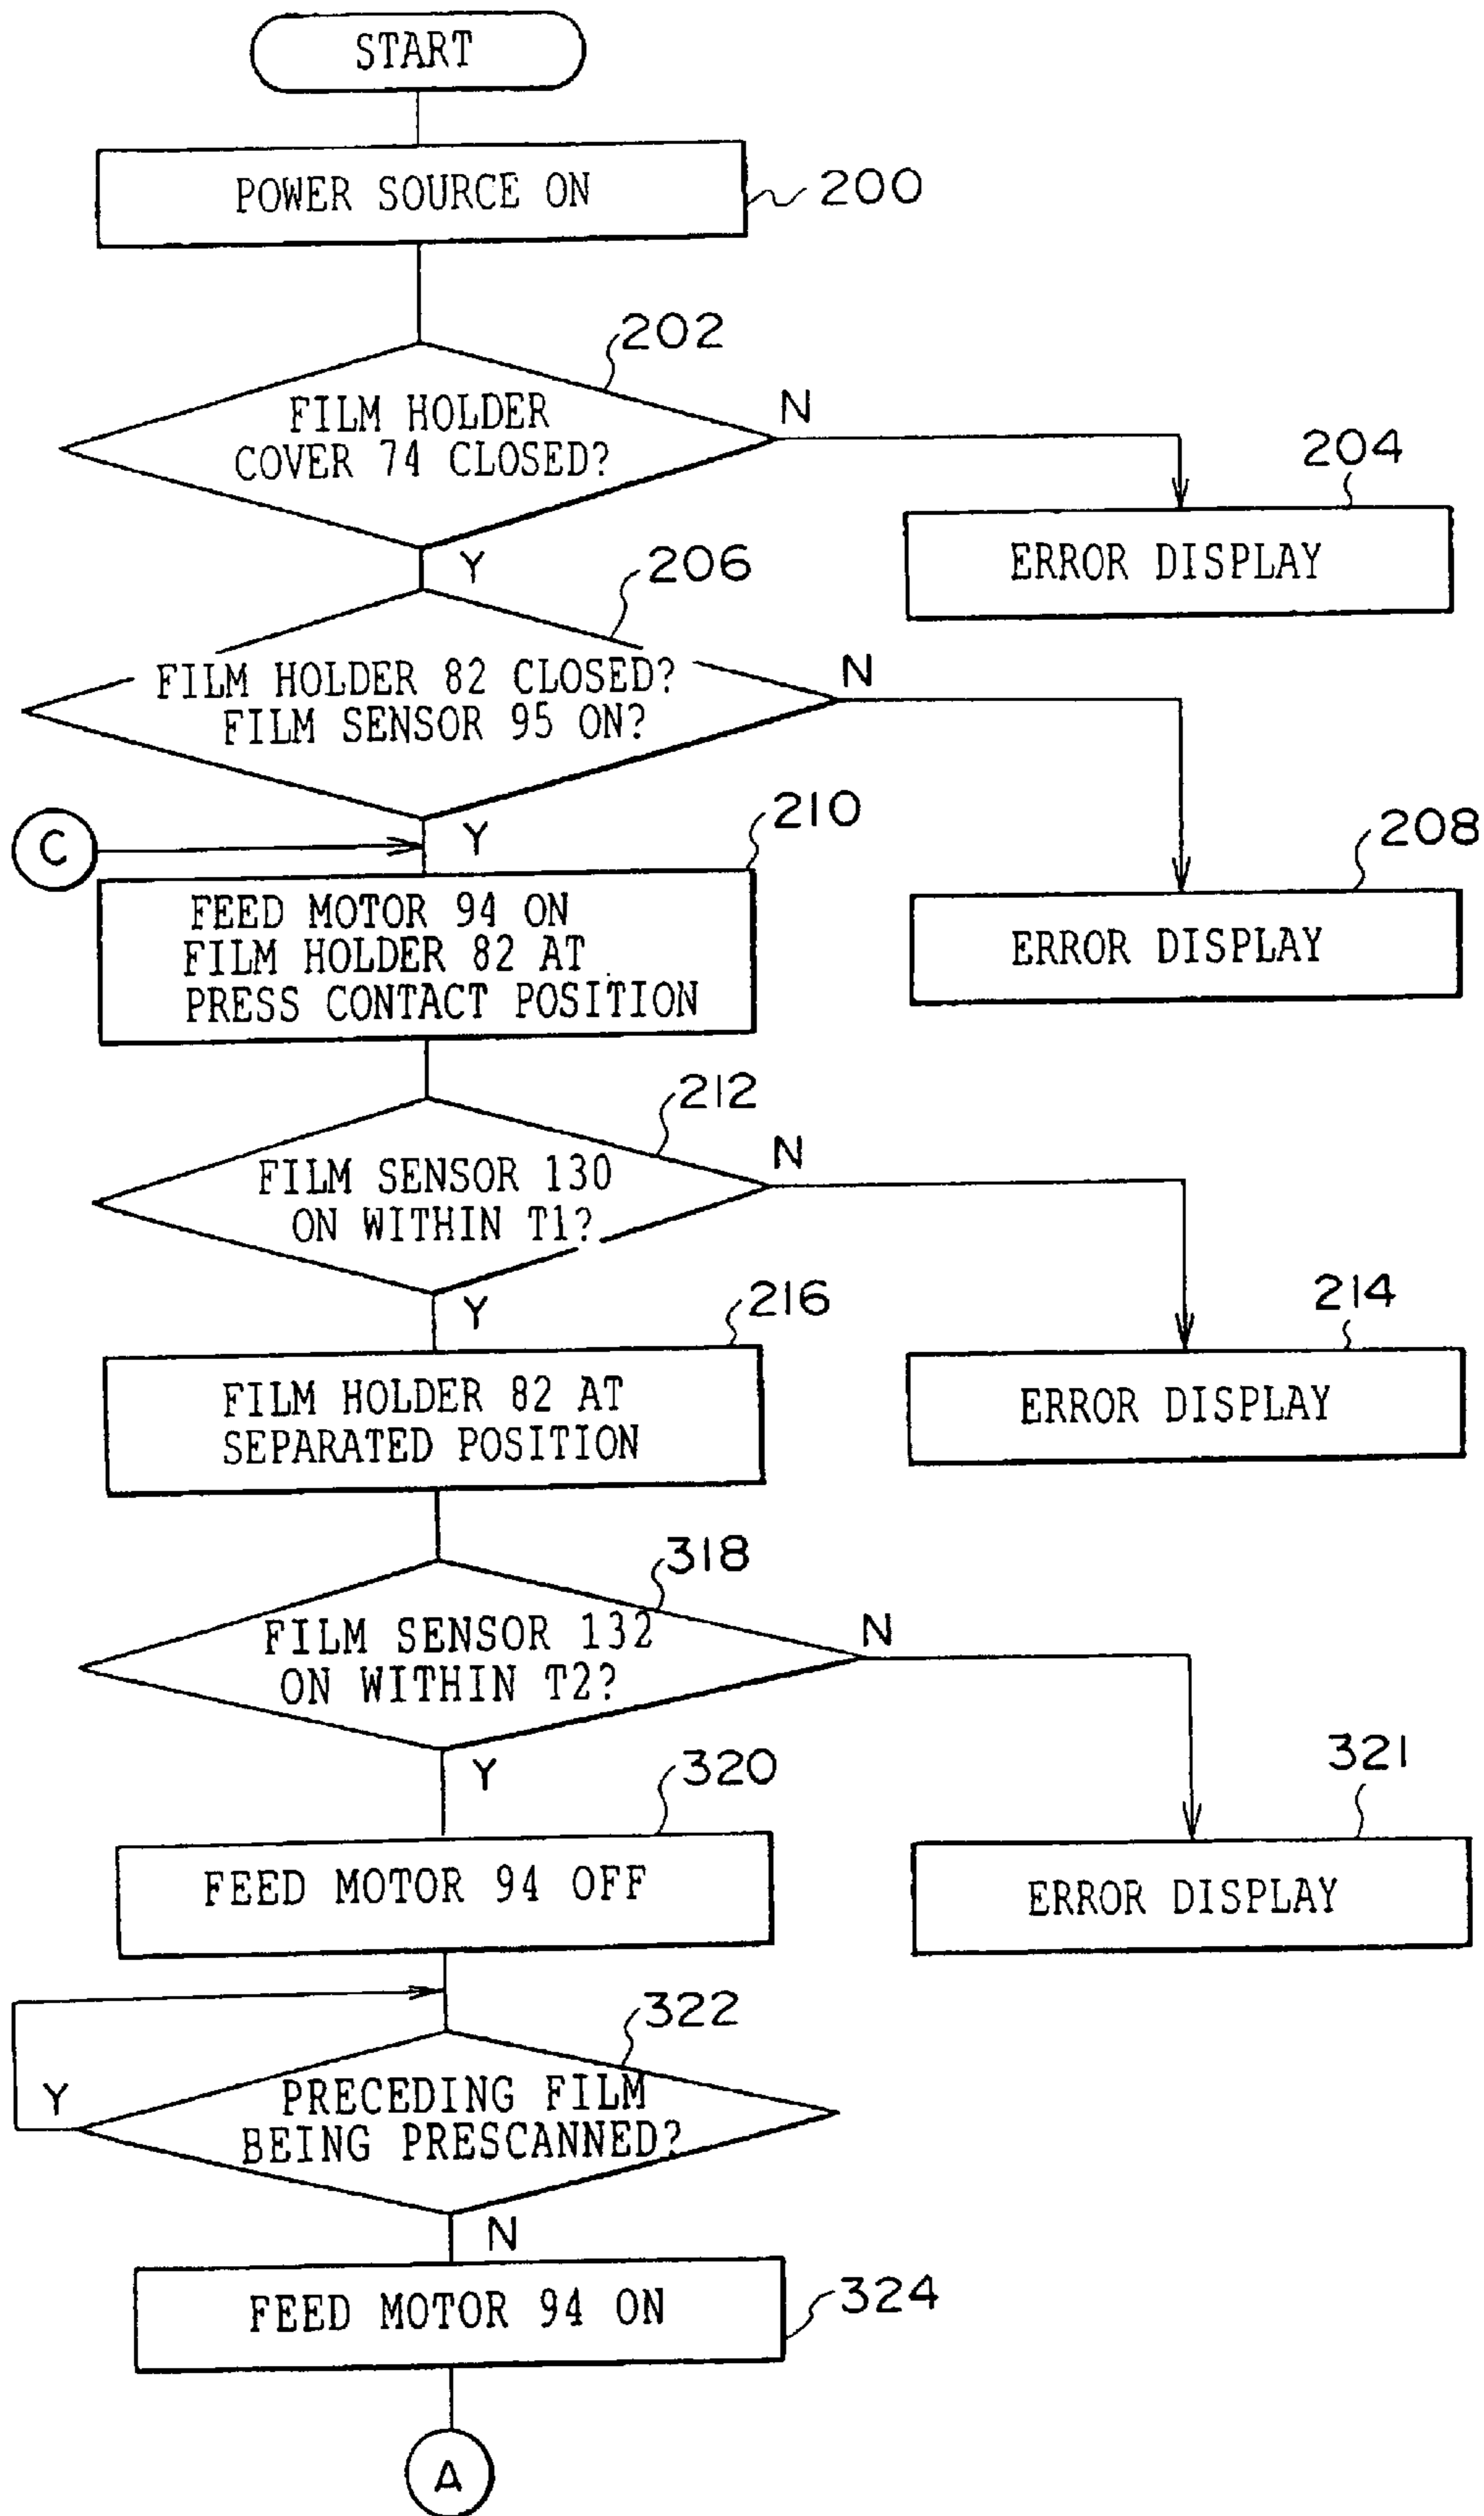 START
POWER SOURCE ON
200
202
FILM HOLDER
COVER 74 CLOSED?
N
204
ERROR DISPLAY
Y
206
FILM HOLDER 82 CLOSED?
FILM SENSOR 95 ON?
N
208
ERROR DISPLAY
Y
C
210
FEED MOTOR 94 ON
FILM HOLDER 82 AT
PRESS CONTACT POSITION
212
FILM SENSOR 130
ON WITHIN T1?
N
214
ERROR DISPLAY
Y
216
FILM HOLDER 82 AT
SEPARATED POSITION
318
FILM SENSOR 132
ON WITHIN T2?
N
321
ERROR DISPLAY
Y
320
FEED MOTOR 94 OFF
322
PRECEDING FILM
BEING PRESCANNED?
Y
N
FEED MOTOR 94 ON
324
A